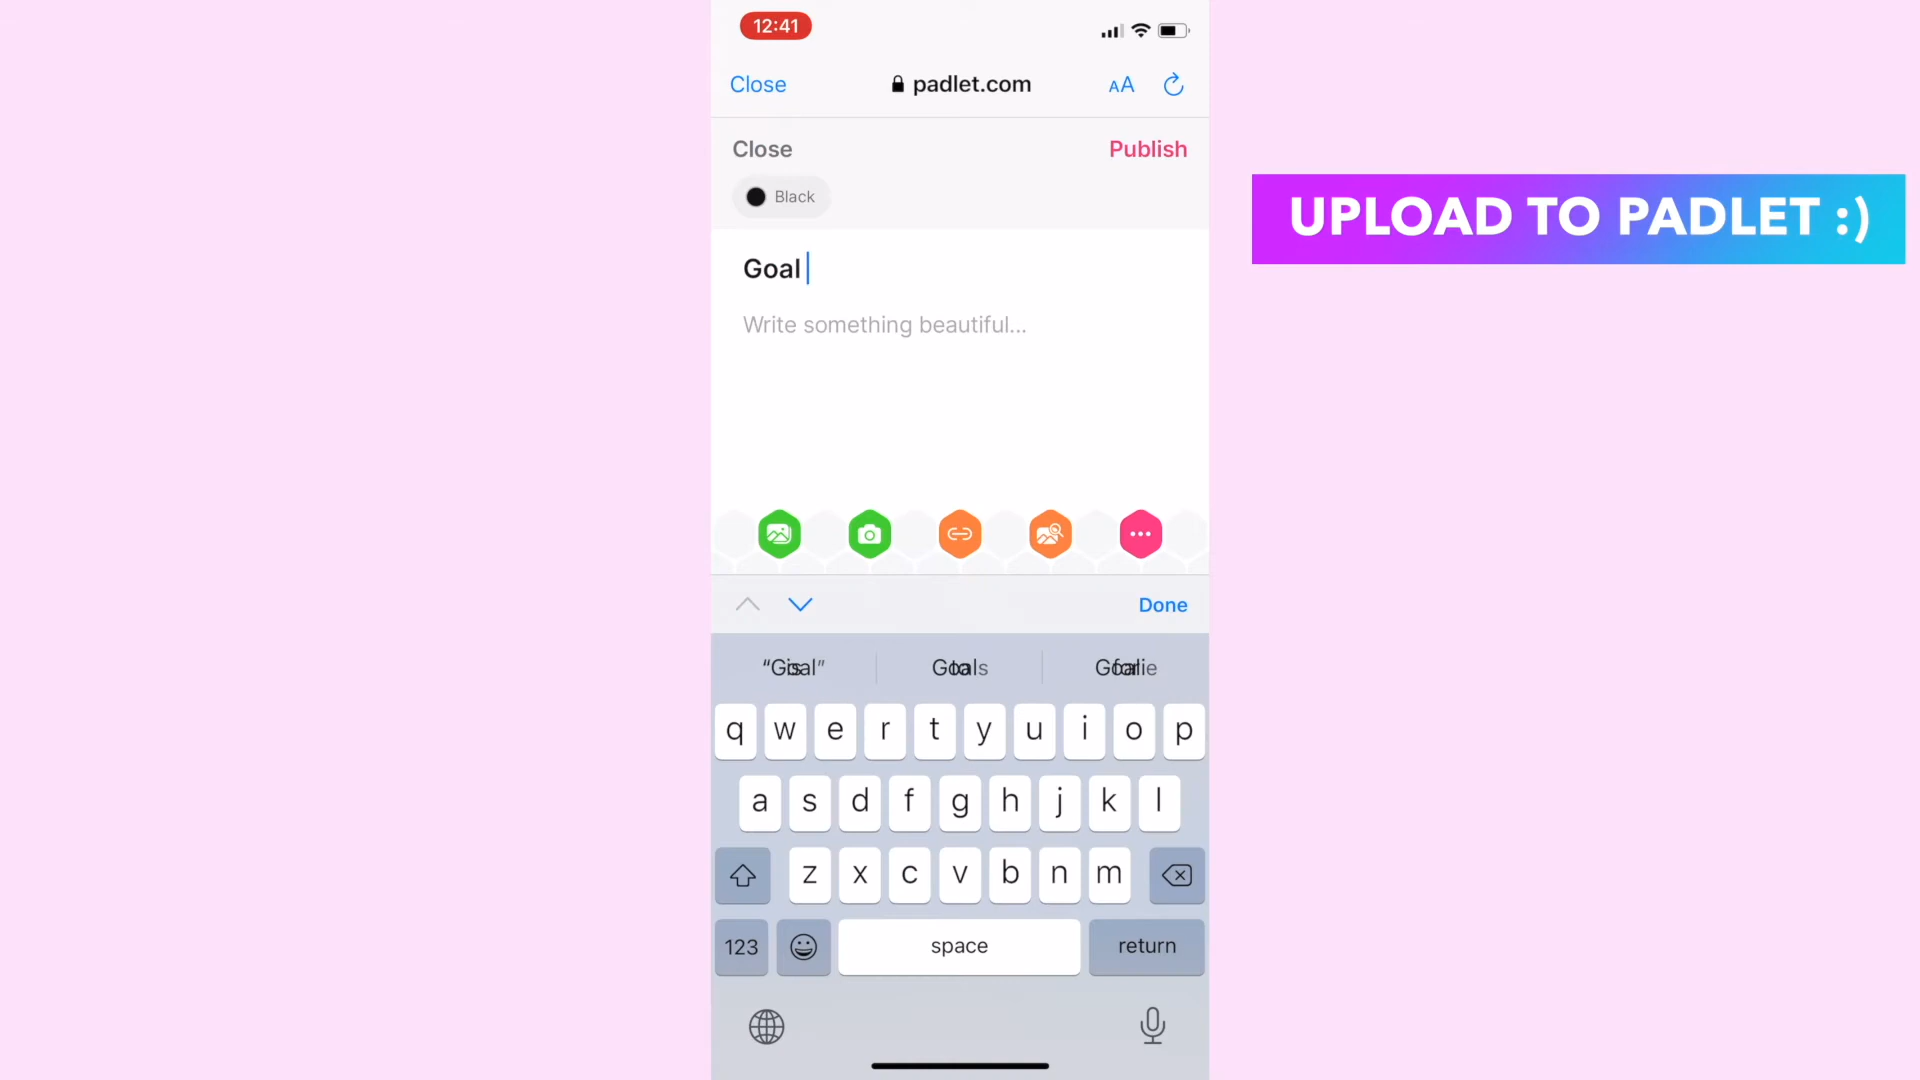 12:41
Close
padlet.com
AA
Close
Publish
Black
UPLOAD TO PADLET :)
Goal
Write something beautiful...
Done
q w e r t y u i o p
a s d f g h j k l
z x c v b n m
123
space
return